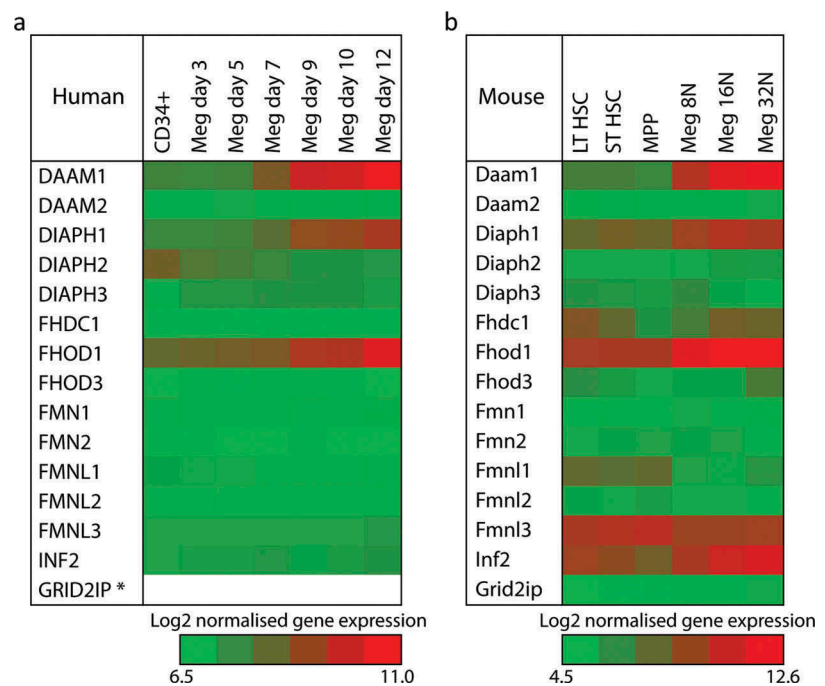 a
Human
CD34+
Meg day 3
Meg day 5
Meg day 7
Meg day 9
Meg day 10
Meg day 12
DAAM1
DAAM2
DIAPH1
DIAPH2
DIAPH3
FHDC1
FHOD1
FHOD3
FMN1
FMN2
FMNL1
FMNL2
FMNL3
INF2
GRID2IP *
Log2 normalised gene expression
6.5 11.0
b
Mouse
LT HSC
ST HSC
MPP
Meg 8N
Meg 16N
Meg 32N
Daam1
Daam2
Diaph1
Diaph2
Diaph3
Fhdc1
Fhod1
Fhod3
Fmn1
Fmn2
Fmnl1
Fmnl2
Fmnl3
Inf2
Grid2ip
Log2 normalised gene expression
4.5 12.6